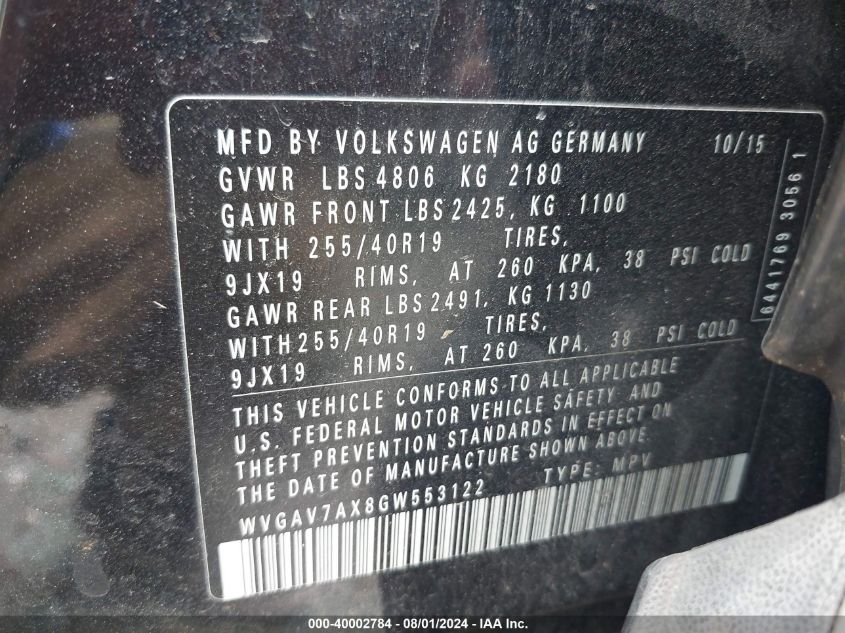 MFD BY VOLKSWAGEN AG GERMANY 10/15
GVWR LBS 4806 KG 2180
GAWR FRONT LBS 2425, KG 1100
WITH 255/40R19 TIRES,
9JX19 RIMS, AT 260 KPA, 38 PSI COLD
GAWR REAR LBS 2491, KG 1130
WITH 255/40R19 TIRES,
9JX19 RIMS, AT 260 KPA, 38 PSI COLD
THIS VEHICLE CONFORMS TO ALL APPLICABLE
U.S. FEDERAL MOTOR VEHICLE SAFETY AND
THEFT PREVENTION STANDARDS IN EFFECT ON
THE DATE OF MANUFACTURE SHOWN ABOVE
WVGAV7AX8GW553122 TYPE: MPV
6441769 3056 1
000-40002784 - 08/01/2024 - IAA Inc.